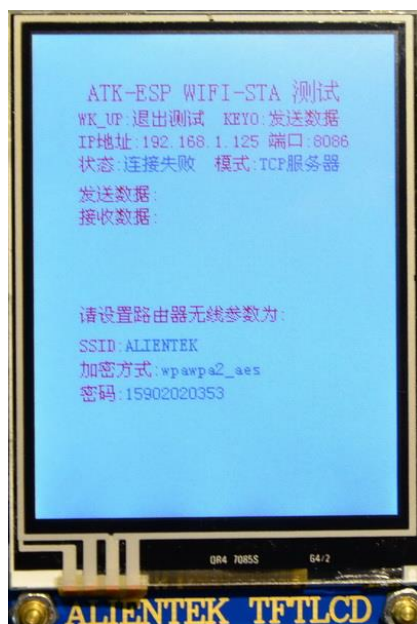 ATK-ESP WIFI-STA 测试
WK_UP:退出测试 KEY0:发送数据
IP地址:192.168.1.125 端口:8086
状态:连接失败 模式:TCP服务器
发送数据:
接收数据:
请设置路由器无线参数为:
SSID:ALIENTEK
加密方式:wpawpa2_aes
密码:15902020353
QR4 7085S G4/2
ALIENTEK TFTLCD